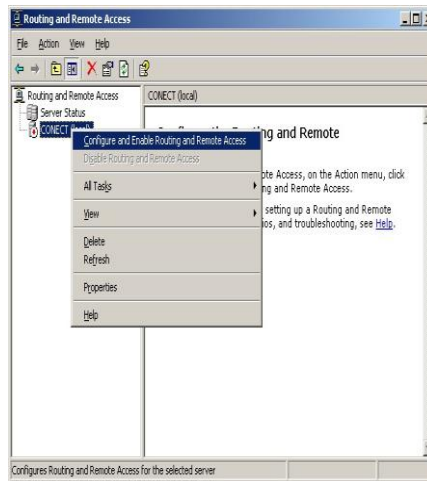 Routing and Remote Access
File Action View Help
Routing and Remote Access
Server Status
CONECT
CONECT (local)
ng and Remote
Configure and Enable Routing and Remote Access
Disable Routing and Remote Access
ote Access, on the Action menu, click
ng and Remote Access.
All Tasks
setting up a Routing and Remote
ios, and troubleshooting, see Help.
View
Delete
Refresh
Properties
Help
Configures Routing and Remote Access for the selected server